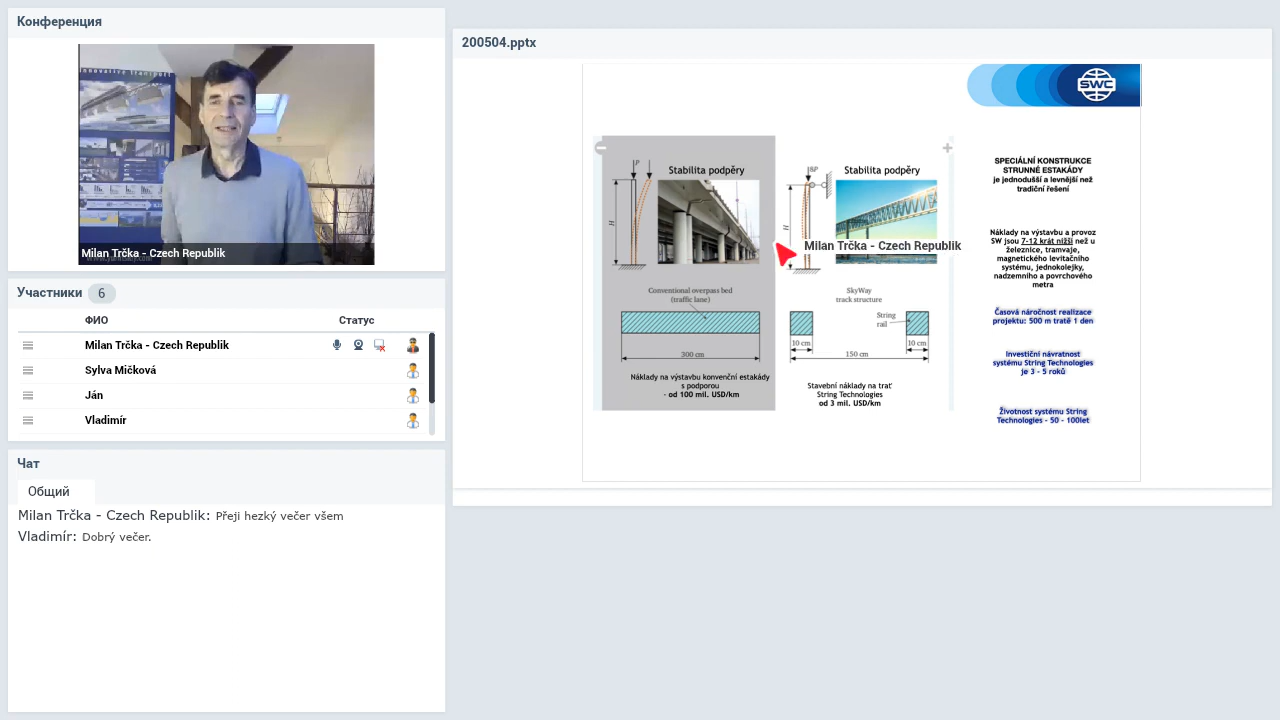 Конференция
Innovative Transport
Milan Trčka - Czech Republik
Участники 6
ФИО Статус
Milan Trčka - Czech Republik
Sylva Mičková
Ján
Vladimír
Чат
Общий
Milan Trčka - Czech Republik: Přeji hezký večer všem
Vladimír: Dobrý večer.
200504.pptx
SWC
Stabilita podpěry
P
H
Conventional overpass bed
(traffic lane)
300 cm
Náklady na výstavbu konvenční estakády
s podporou
- od 100 mil. USD/km
Stabilita podpěry
H
Milan Trčka - Czech Republik
SkyWay
track structure
String
rail
10 cm
10 cm
150 cm
Stavební náklady na trať
String Technologies
od 3 mil. USD/km
SPECIÁLNÍ KONSTRUKCE
STRUNNÉ ESTAKÁDY
je jednodušší a levnější než
tradiční řešení
Náklady na výstavbu a provoz
SW jsou 7-12 krát nižší než u
železnice, tramvaje,
magnetického levitačního
systému, jednokolejky,
nadzemního a povrchového
metra
Časová náročnost realizace
projektu: 500 m tratě 1 den
Investiční návratnost
systému String Technologies
je 3 - 5 roků
Životnost systému String
Technologies - 50 - 100let